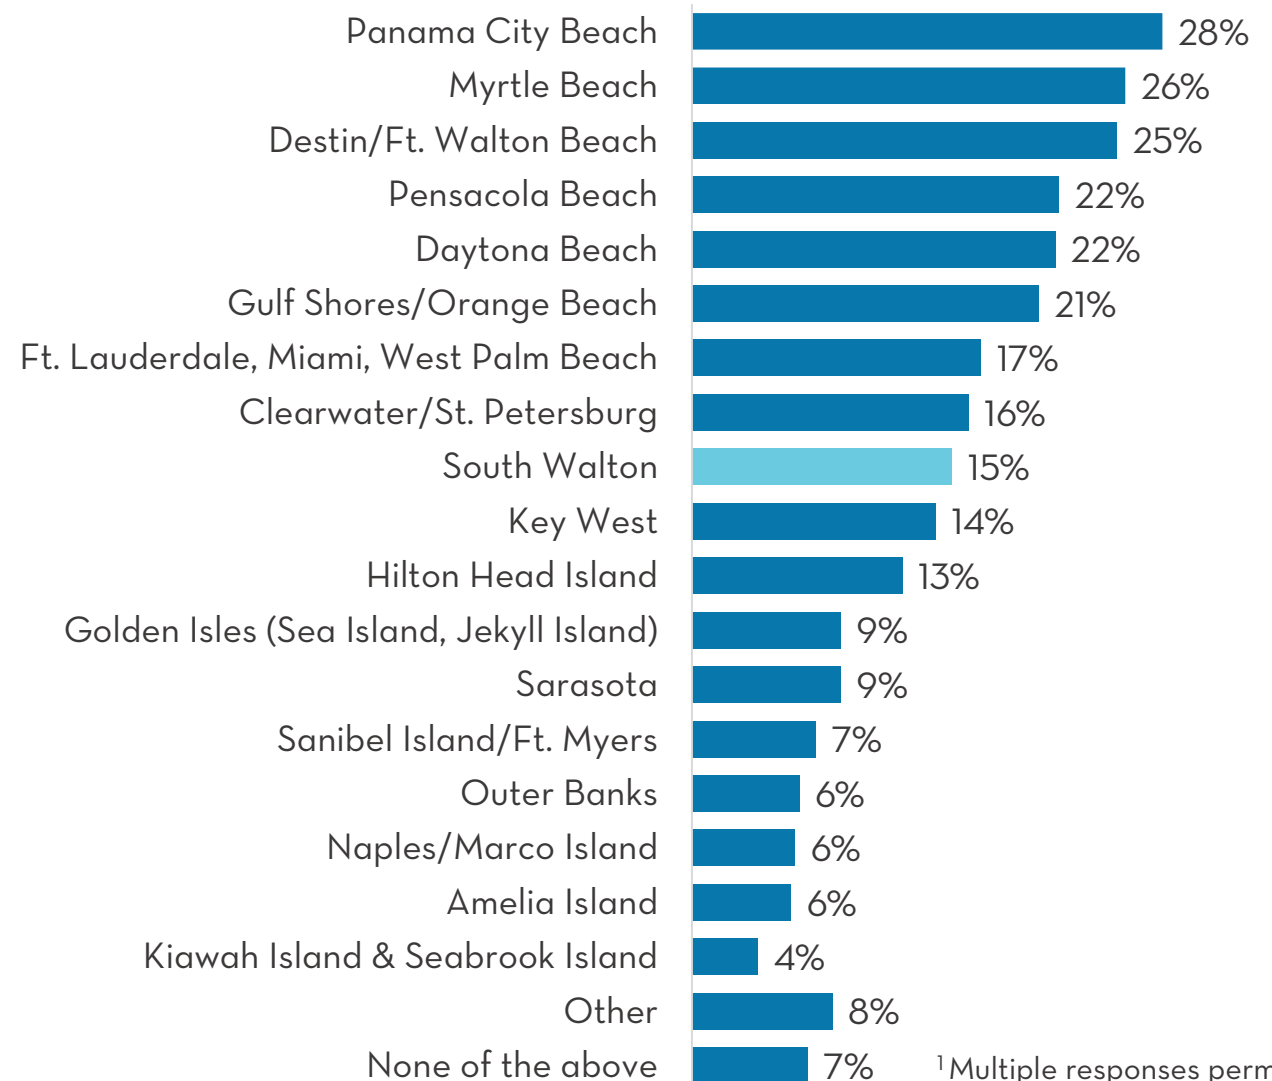 Panama City Beach 28%
Myrtle Beach 26%
Destin/Ft. Walton Beach 25%
Pensacola Beach 22%
Daytona Beach 22%
Gulf Shores/Orange Beach 21%
Ft. Lauderdale, Miami, West Palm Beach 17%
Clearwater/St. Petersburg 16%
South Walton 15%
Key West 14%
Hilton Head Island 13%
Golden Isles (Sea Island, Jekyll Island) 9%
Sarasota 9%
Sanibel Island/Ft. Myers 7%
Outer Banks 6%
Naples/Marco Island 6%
Amelia Island 6%
Kiawah Island & Seabrook Island 4%
Other 8%
None of the above 7% ¹ Multiple responses perm